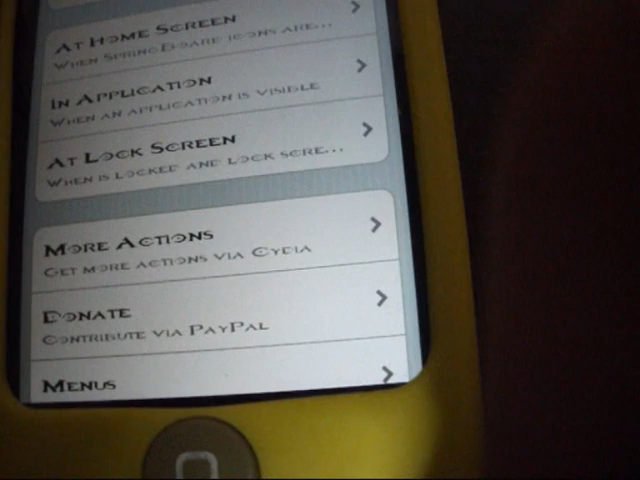 At Home Screen
When SpringBoard icons are...
In Application
When an application is visible
At Lock Screen
When is locked and lock scre...
More Actions
Get more actions via Cydia
Donate
Contribute via PayPal
Menus